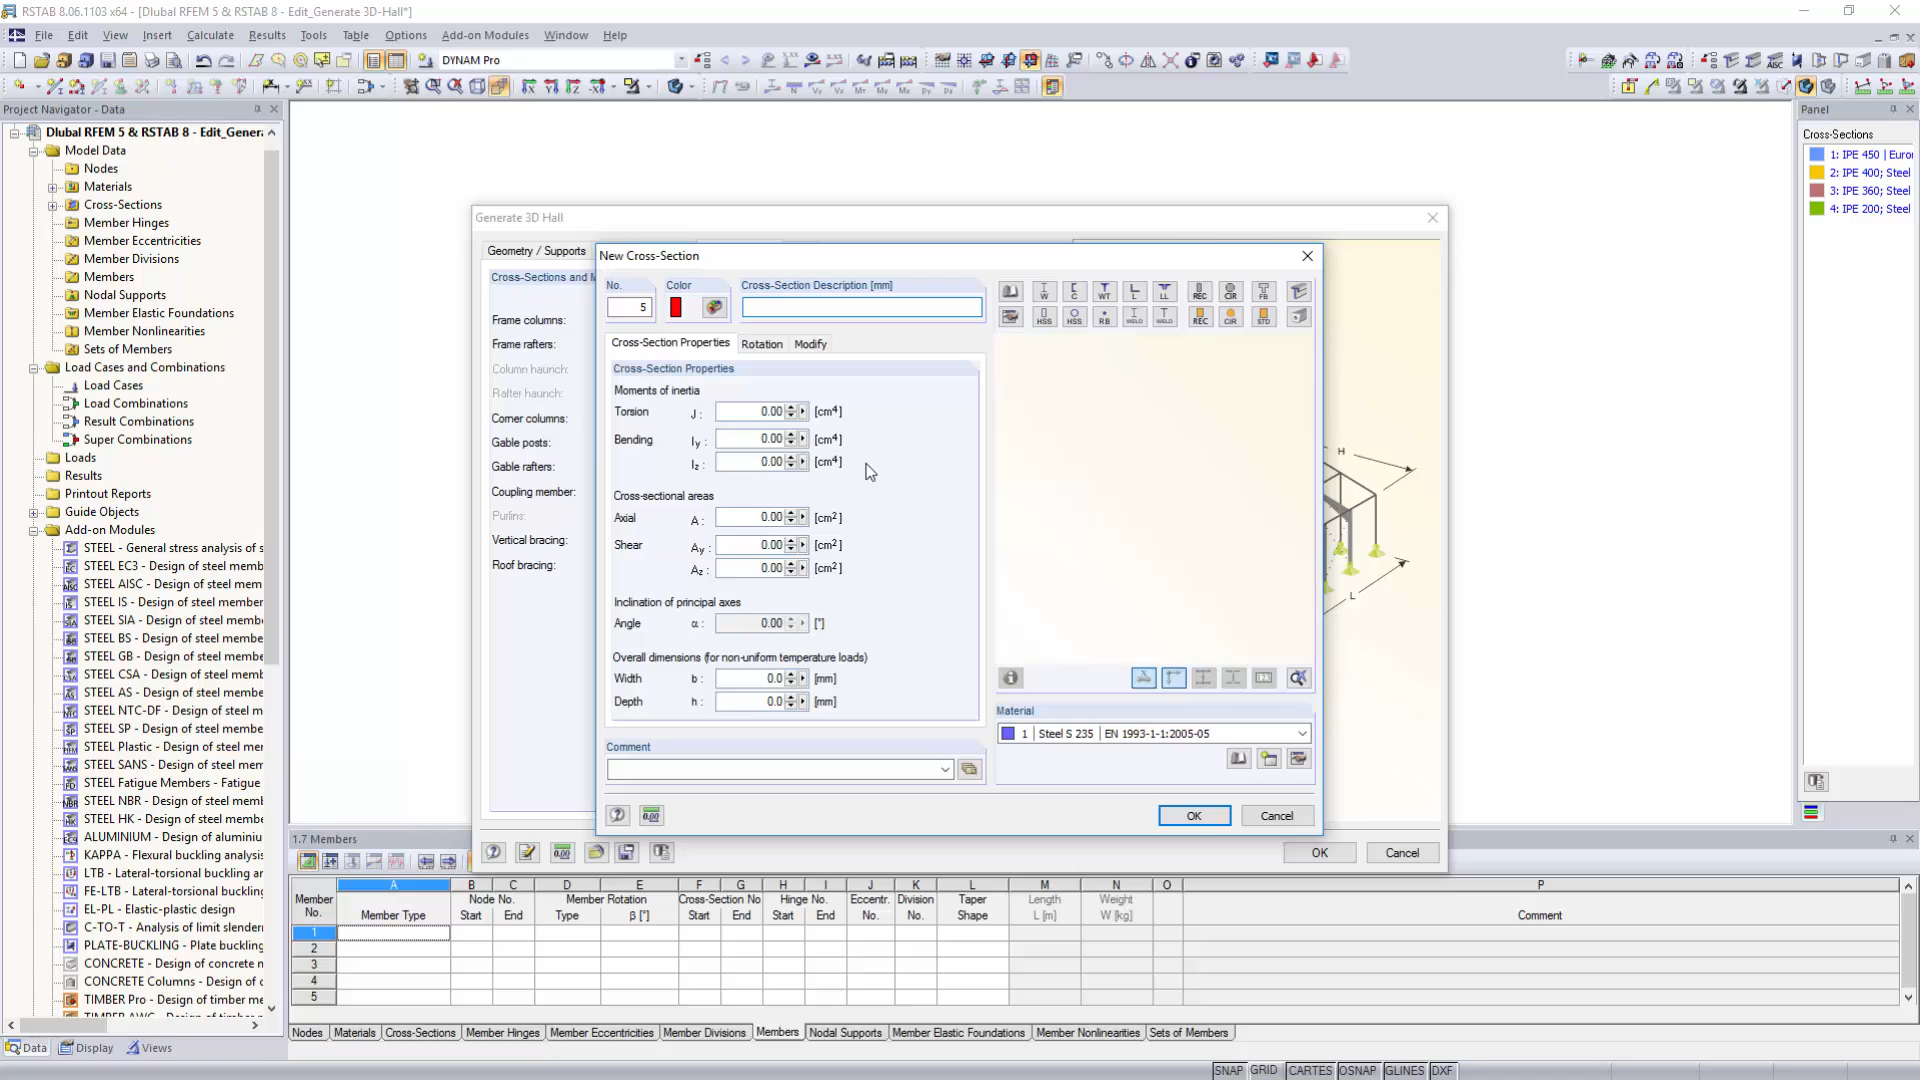 RSTAB 8.06.1103 x64 - [Dlubal RFEM 5 & RSTAB 8 - Edit_Generate 3D-Hall*]
File Edit View Insert Calculate Results Tools Table Options Add-on Modules Window Help
DYNAM Pro
Project Navigator - Data
Dlubal RFEM 5 & RSTAB 8 - Edit_Genera
Model Data
Nodes
Materials
Cross-Sections
Member Hinges
Member Eccentricities
Member Divisions
Members
Nodal Supports
Member Elastic Foundations
Member Nonlinearities
Sets of Members
Load Cases and Combinations
Load Cases
Load Combinations
Result Combinations
Super Combinations
Loads
Results
Printout Reports
Guide Objects
Add-on Modules
STEEL - General stress analysis of s
STEEL EC3 - Design of steel memb
STEEL AISC - Design of steel mem
STEEL IS - Design of steel membe
STEEL SIA - Design of steel memb
STEEL BS - Design of steel membe
STEEL GB - Design of steel membe
STEEL CSA - Design of steel mem
STEEL AS - Design of steel membe
STEEL NTC-DF - Design of steel m
STEEL SP - Design of steel membe
STEEL Plastic - Design of steel me
STEEL SANS - Design of steel mem
STEEL Fatigue Members - Fatigue
STEEL NBR - Design of steel mem
STEEL HK - Design of steel membe
ALUMINIUM - Design of aluminiu
KAPPA - Flexural buckling analysis
LTB - Lateral-torsional buckling ana
FE-LTB - Lateral-torsional buckling
EL-PL - Elastic-plastic design
C-TO-T - Analysis of limit slendern
PLATE-BUCKLING - Plate buckling
CONCRETE - Design of concrete m
CONCRETE Columns - Design of c
TIMBER Pro - Design of timber me
Data Display Views
Generate 3D Hall
Geometry / Supports
Cross-Sections and M
Frame columns:
Frame rafters:
Column haunch:
Rafter haunch:
Corner columns:
Gable posts:
Gable rafters:
Coupling member:
Purlins:
Vertical bracing:
Roof bracing:
H
L
OK Cancel
New Cross-Section
No. Color Cross-Section Description [mm]
5
W C WT L LL REC CIR FB
HSS HSS RB WELD WELD REC CIR STD
Cross-Section Properties Rotation Modify
Cross-Section Properties
Moments of inertia
Torsion J : 0.00 [cm4]
Bending Iy : 0.00 [cm4]
Iz : 0.00 [cm4]
Cross-sectional areas
Axial A : 0.00 [cm2]
Shear Ay : 0.00 [cm2]
Az : 0.00 [cm2]
Inclination of principal axes
Angle α : 0.00 [°]
Overall dimensions (for non-uniform temperature loads)
Width b : 0.0 [mm]
Depth h : 0.0 [mm]
Comment
Material
1 Steel S 235 EN 1993-1-1:2005-05
OK Cancel
Panel
Cross-Sections
1: IPE 450 | Euro
2: IPE 400; Steel
3: IPE 360; Steel
4: IPE 200; Steel
1.7 Members
A B C D E F G H I J K L M N O P
Member No. Node No. Member Rotation Cross-Section No Hinge No. Eccentr. Division Taper Length Weight
Member Type Start End Type β [°] Start End Start End No. No. Shape L [m] W [kg] Comment
1
2
3
4
5
Nodes Materials Cross-Sections Member Hinges Member Eccentricities Member Divisions Members Nodal Supports Member Elastic Foundations Member Nonlinearities Sets of Members
SNAP GRID CARTES OSNAP GLINES DXF